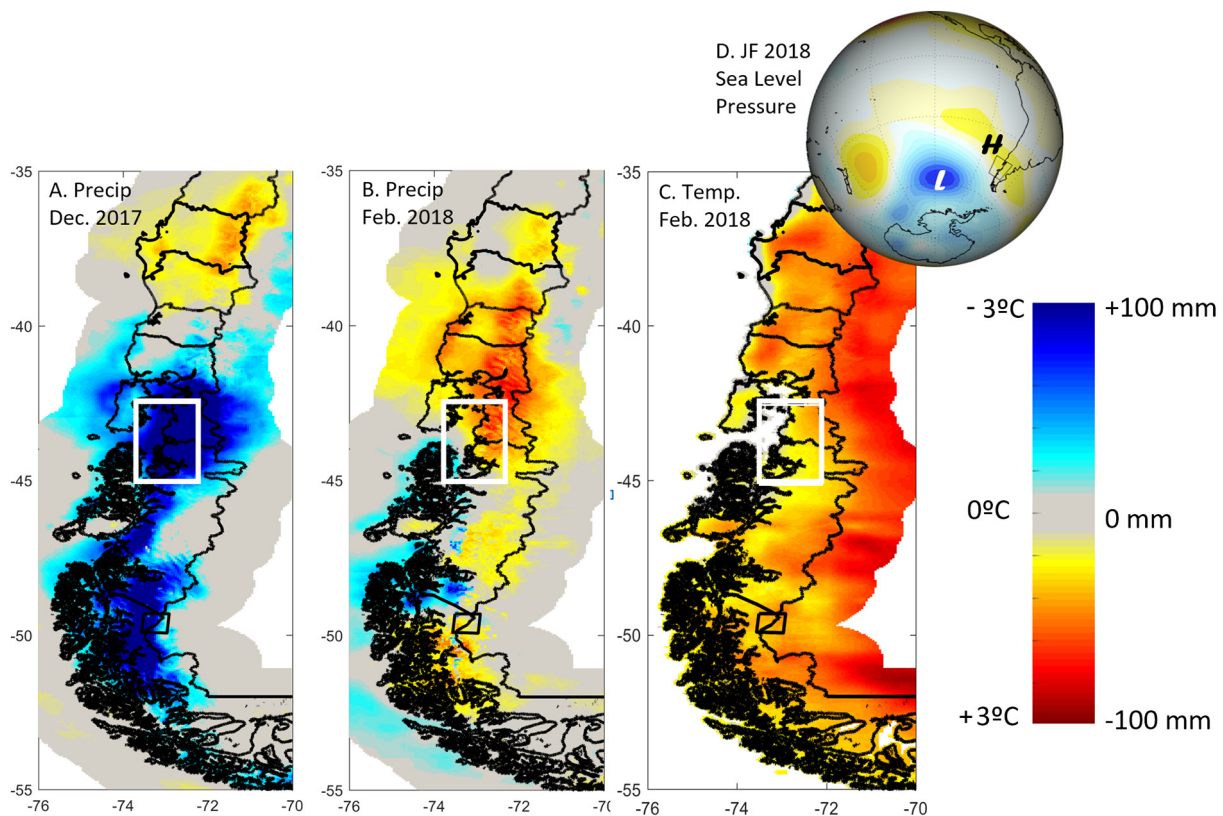 D. JF 2018
Sea Level
Pressure
H
L
-35
A. Precip
Dec. 2017
-40
-45
-50
-55
-76
-74
-72
-70
-35
B. Precip
Feb. 2018
-40
-45
-50
-55
-76
-74
-72
-35
C. Temp.
Feb. 2018
-40
-45
-50
-55
-76
-74
-72
-70
- 3ºC
+100 mm
0ºC
0 mm
+3ºC
-100 mm